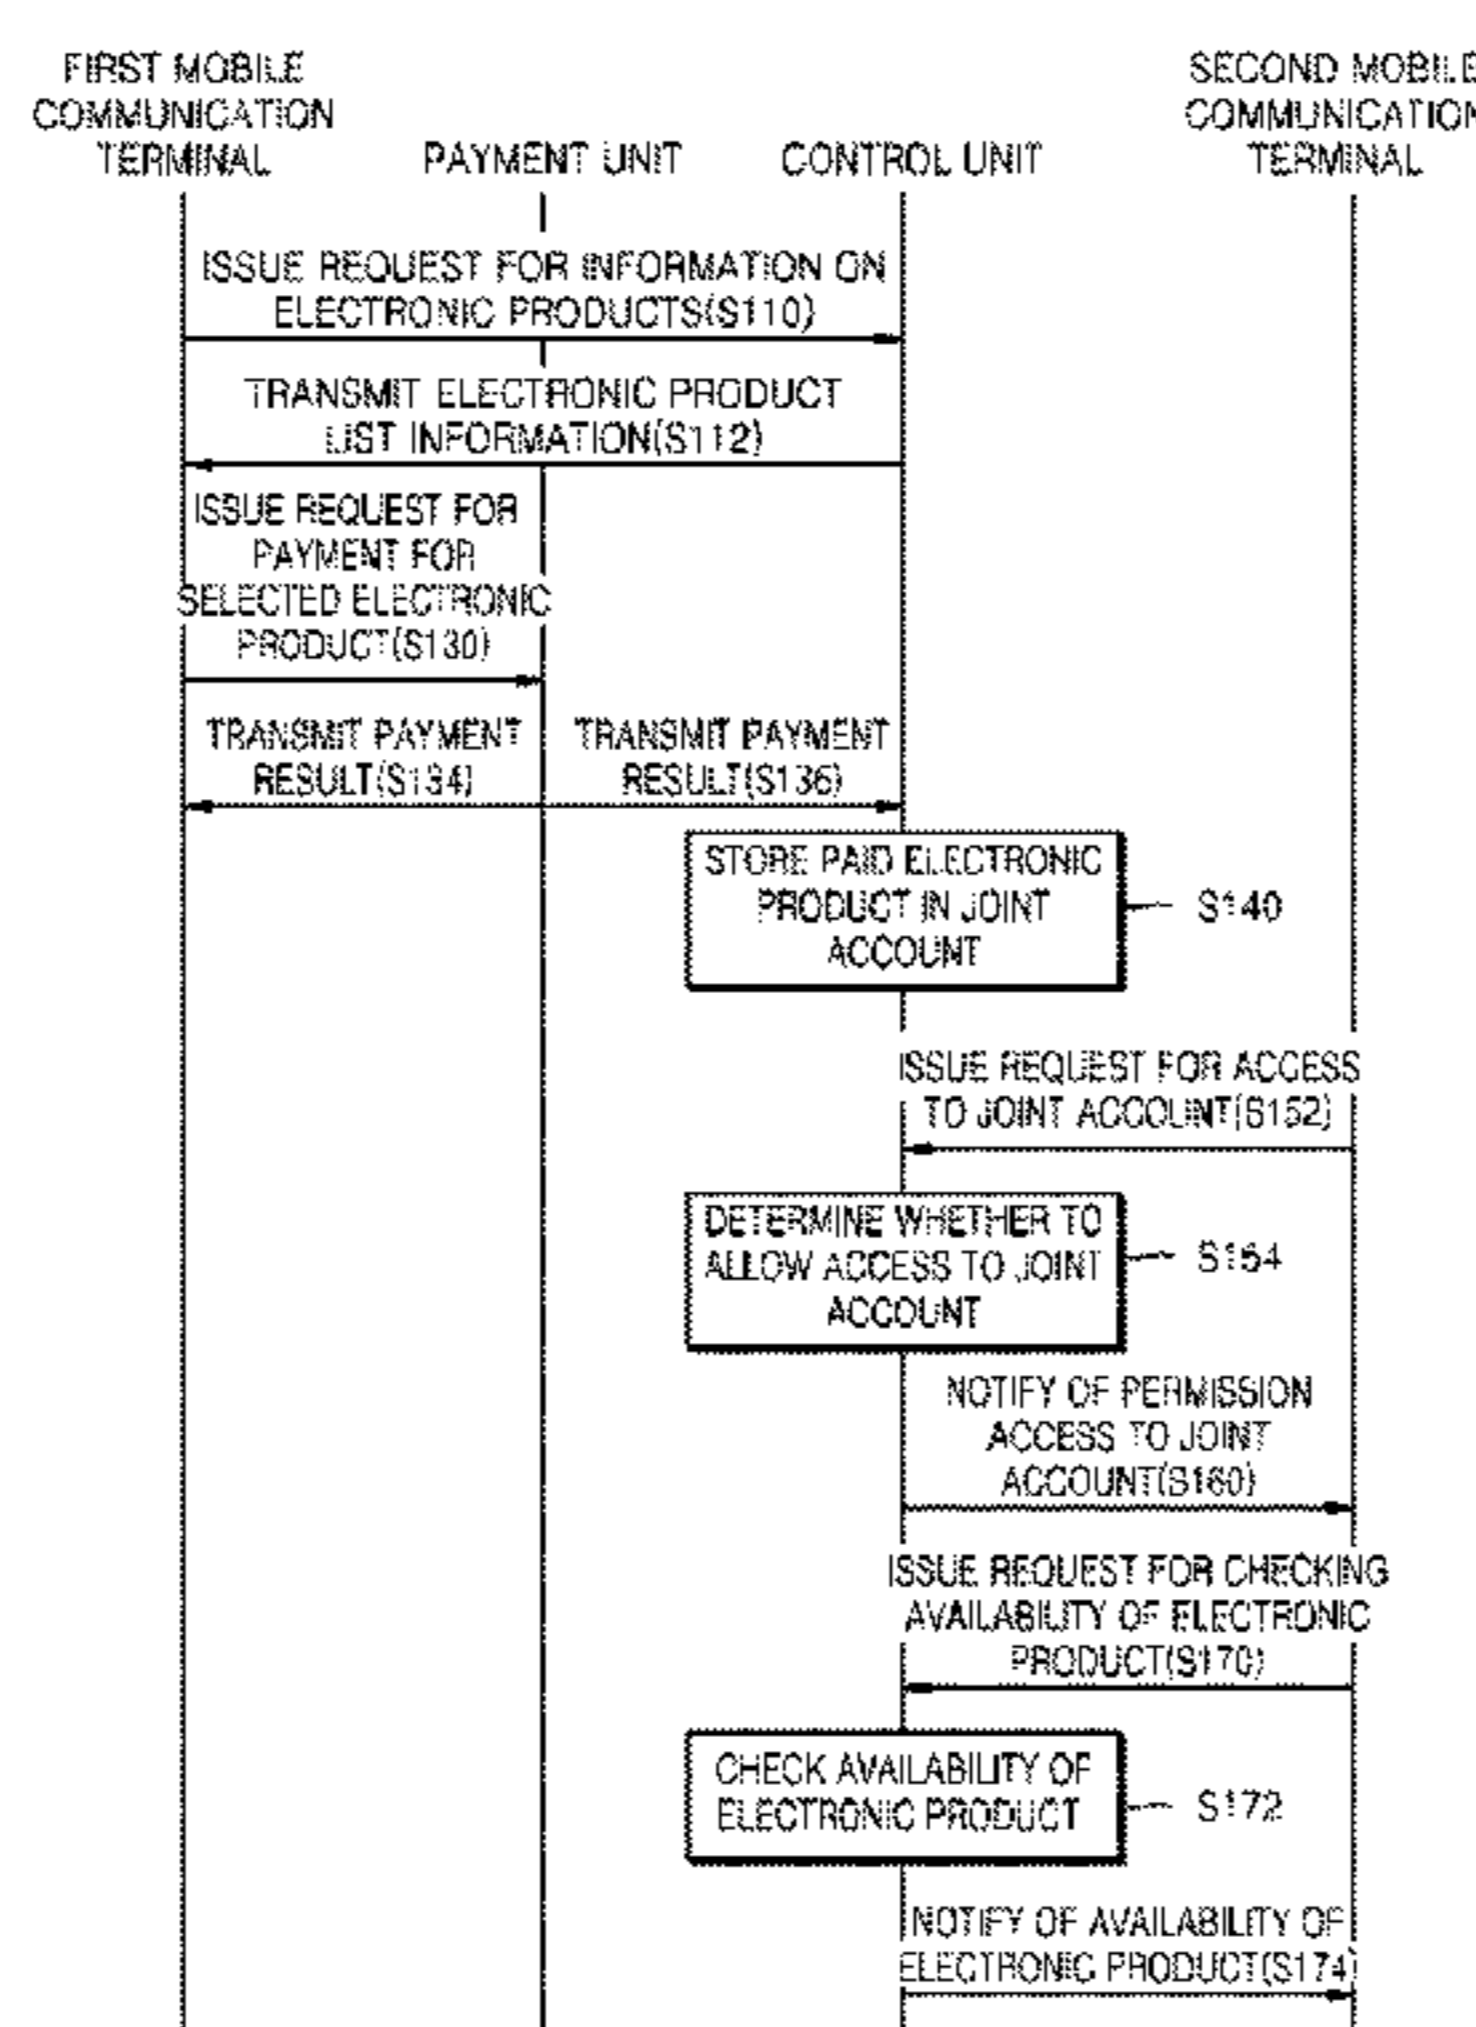 FIRST MOBILE
COMMUNICATION
TERMINAL
PAYMENT UNIT
CONTROL UNIT
SECOND MOBILE
COMMUNICATION
TERMINAL
ISSUE REQUEST FOR INFORMATION ON
ELECTRONIC PRODUCTS(S110)
TRANSMIT ELECTRONIC PRODUCT
LIST INFORMATION(S112)
ISSUE REQUEST FOR
PAYMENT FOR
SELECTED ELECTRONIC
PRODUCT(S130)
TRANSMIT PAYMENT
RESULT(S134)
TRANSMIT PAYMENT
RESULT(S136)
STORE PAID ELECTRONIC
PRODUCT IN JOINT
ACCOUNT
S140
ISSUE REQUEST FOR ACCESS
TO JOINT ACCOUNT(S152)
DETERMINE WHETHER TO
ALLOW ACCESS TO JOINT
ACCOUNT
S154
NOTIFY OF PERMISSION
ACCESS TO JOINT
ACCOUNT(S160)
ISSUE REQUEST FOR CHECKING
AVAILABILITY OF ELECTRONIC
PRODUCT(S170)
CHECK AVAILABILITY OF
ELECTRONIC PRODUCT
S172
NOTIFY OF AVAILABILITY OF
ELECTRONIC PRODUCT(S174)